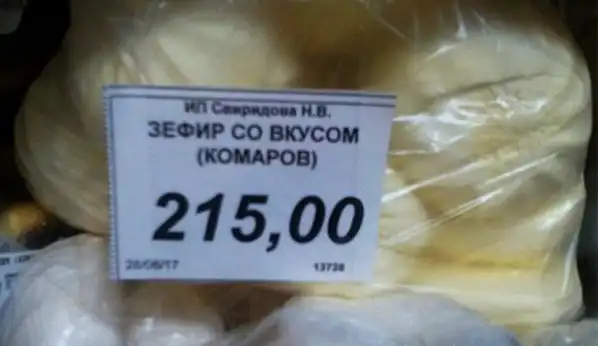 ИП Свиридова Н.В.
ЗЕФИР СО ВКУСОМ
(КОМАРОВ)
215,00
28/06/17 13728